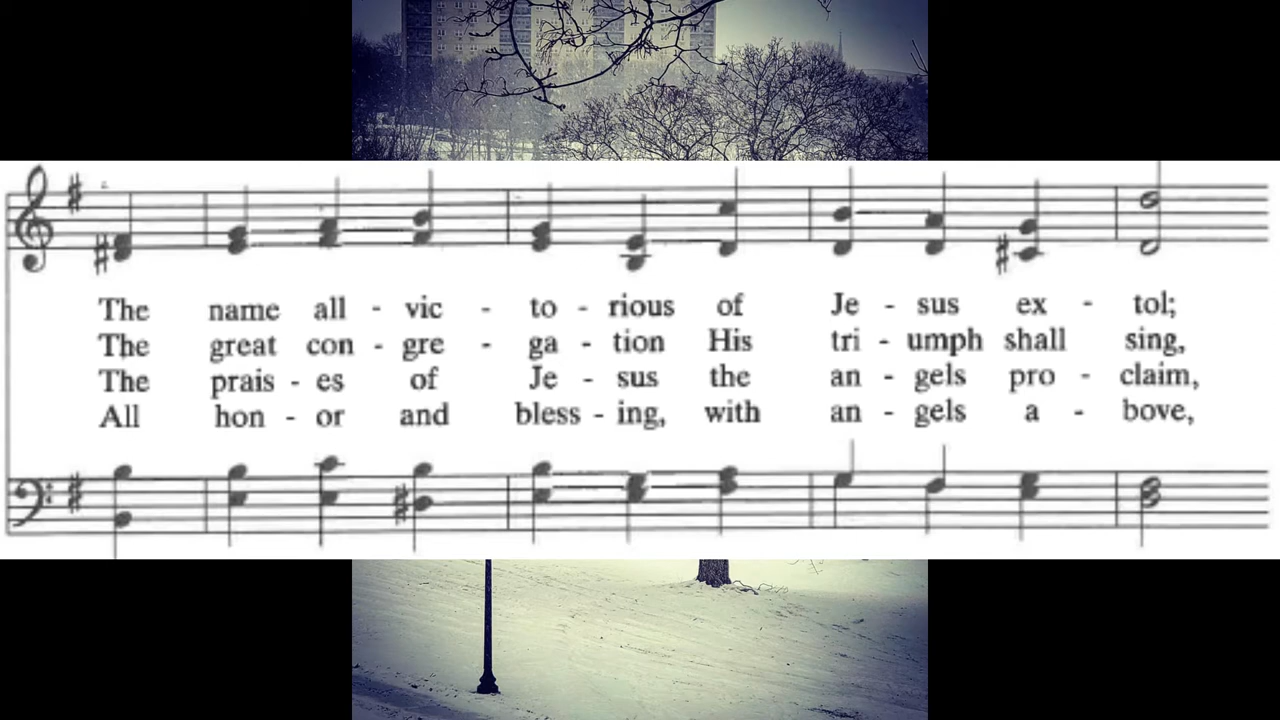 The name all - vic - to - rious of Je - sus ex - tol;
The great con - gre - ga - tion His tri - umph shall sing,
The prais - es of Je - sus the an - gels pro - claim,
All hon - or and bless - ing, with an - gels a - bove,